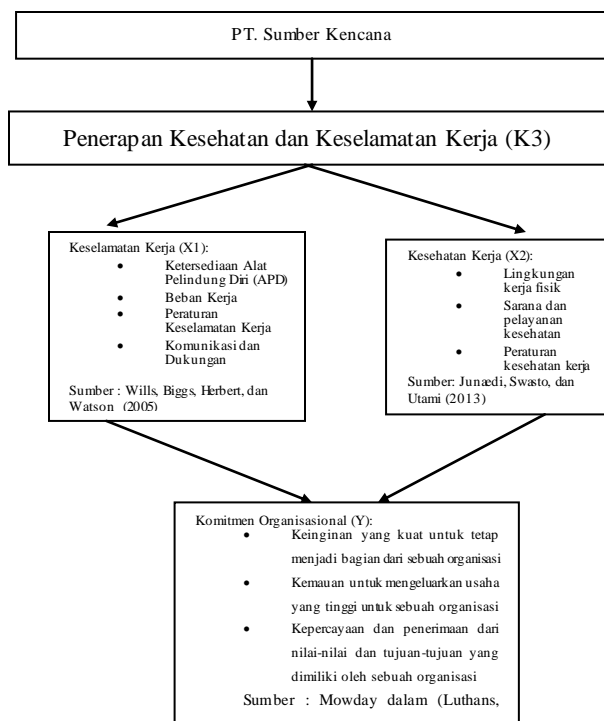 PT. Sumber Kencana
Penerapan Kesehatan dan Keselamatan Kerja (K3)
Keselamatan Kerja (X1):
• Ketersediaan Alat
Pelindung Diri (APD)
• Beban Kerja
• Peraturan
Keselamatan Kerja
• Komunikasi dan
Dukungan
Sumber : Wills, Biggs, Herbert, dan
Watson (2005)
Kesehatan Kerja (X2):
• Lingkungan
kerja fisik
• Sarana dan
pelayanan
kesehatan
• Peraturan
kesehatan kerja
Sumber: Junaedi, Swasto, dan
Utami (2013)
Komitmen Organisasional (Y):
• Keinginan yang kuat untuk tetap
menjadi bagian dari sebuah organisasi
• Kemauan untuk mengeluarkan usaha
yang tinggi untuk sebuah organisasi
• Kepercayaan dan penerimaan dari
nilai-nilai dan tujuan-tujuan yang
dimiliki oleh sebuah organisasi
Sumber : Mowday dalam (Luthans,